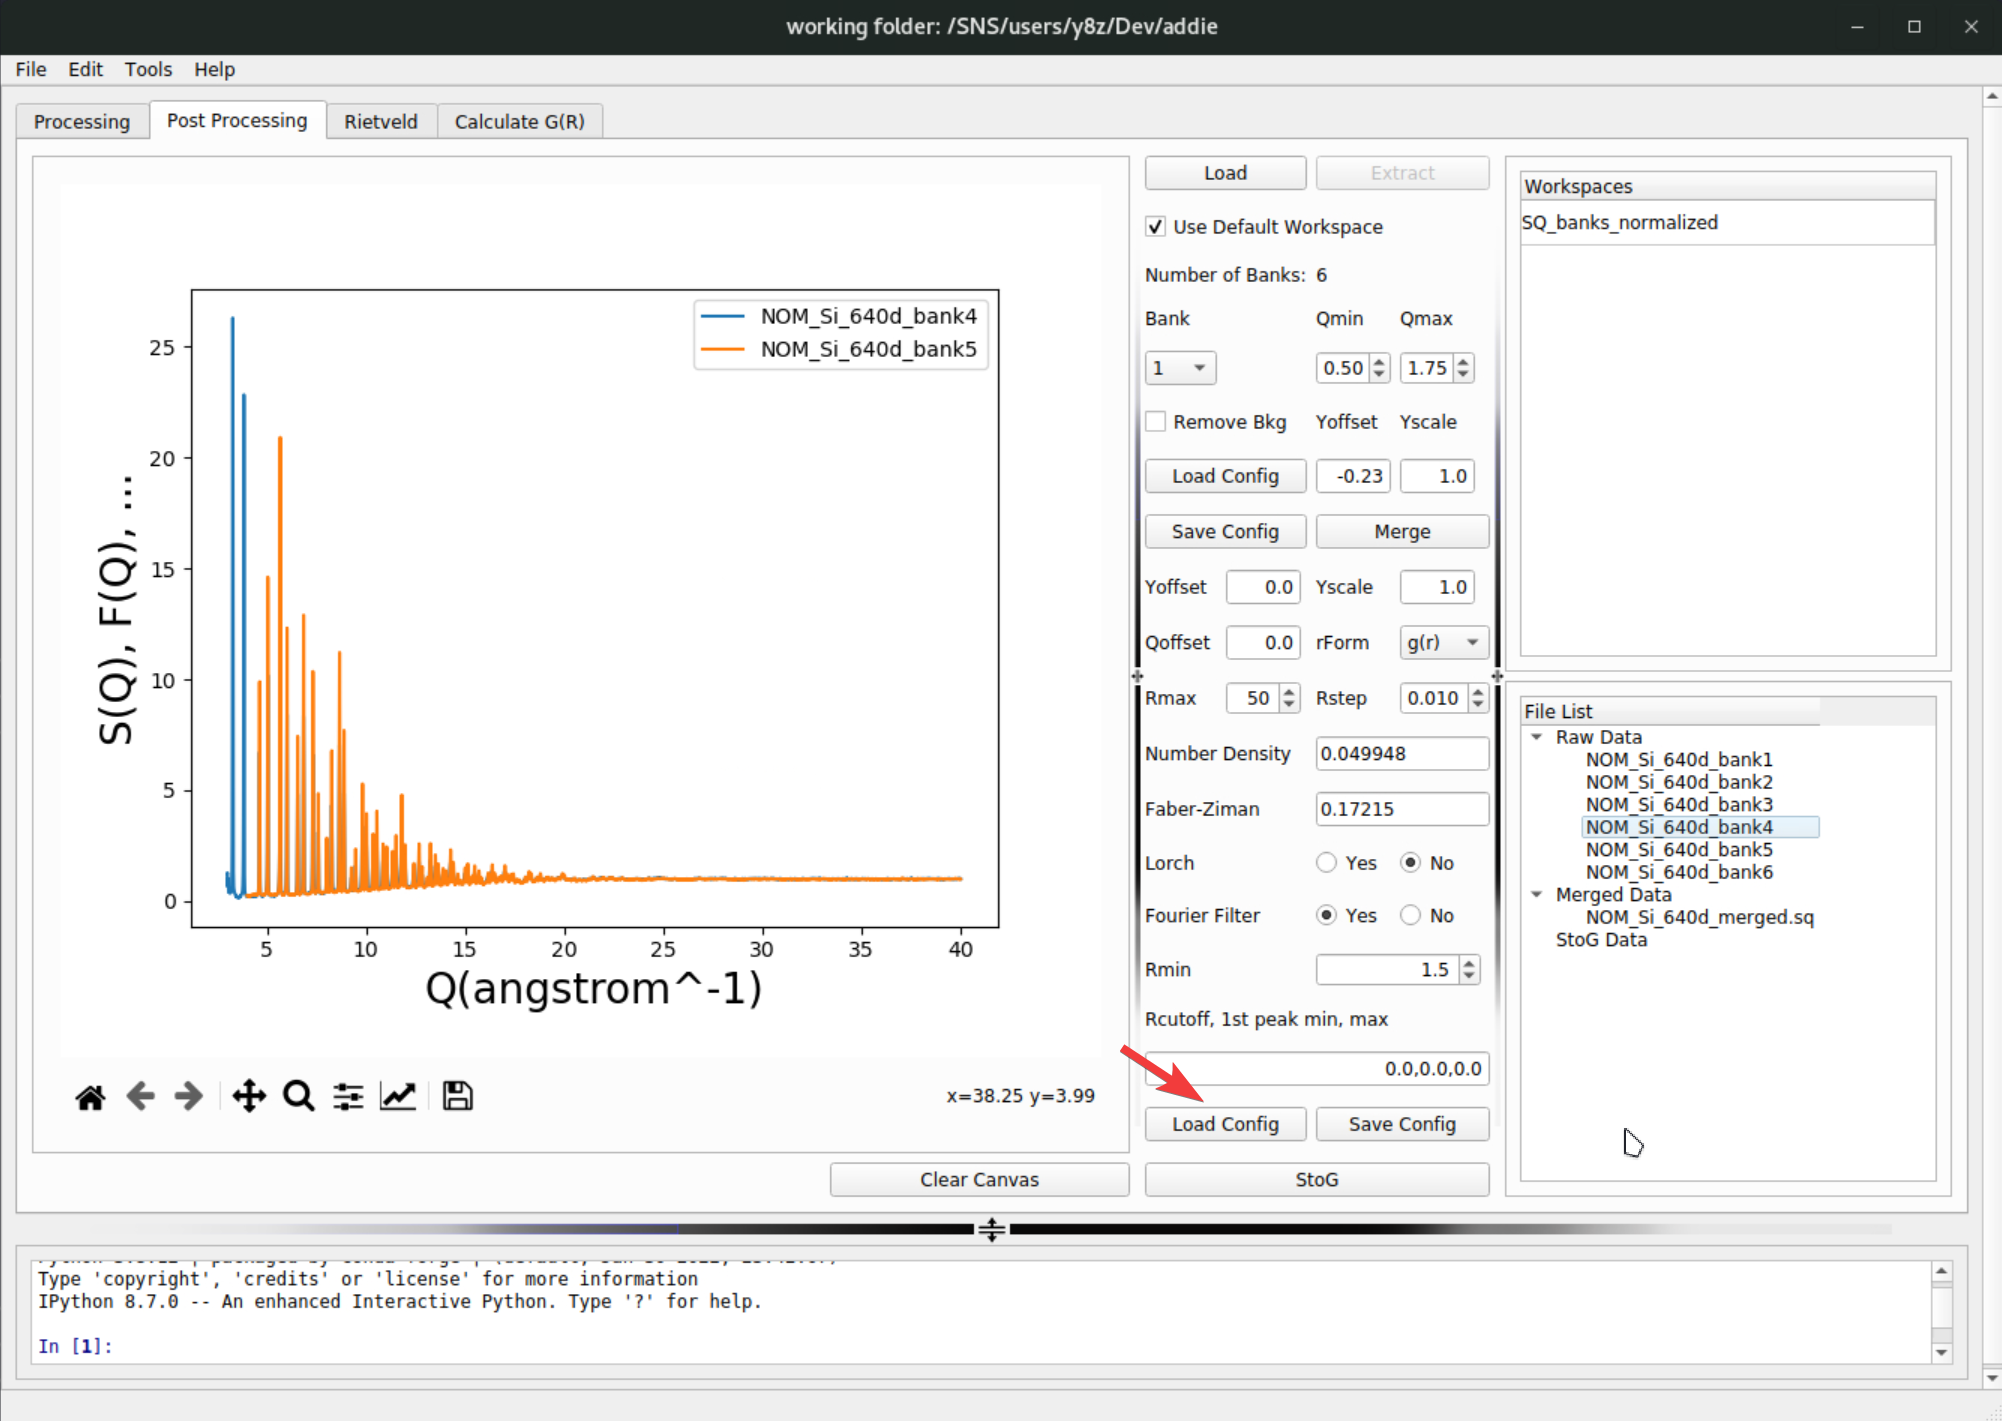 working folder: /SNS/users/y8z/Dev/addie
File Edit Tools Help
Processing Post Processing Rietveld Calculate G(R)
NOM_Si_640d_bank4
NOM_Si_640d_bank5
25
20
15
10
5
0
S(Q), F(Q), ...
5 10 15 20 25 30 35 40
Q(angstrom^-1)
x=38.25 y=3.99
Clear Canvas
Load Extract
Use Default Workspace
Number of Banks: 6
Bank Qmin Qmax
1 0.50 1.75
Remove Bkg Yoffset Yscale
Load Config -0.23 1.0
Save Config Merge
Yoffset 0.0 Yscale 1.0
Qoffset 0.0 rForm g(r)
Rmax 50 Rstep 0.010
Number Density 0.049948
Faber-Ziman 0.17215
Lorch Yes No
Fourier Filter Yes No
Rmin 1.5
Rcutoff, 1st peak min, max
0.0,0.0,0.0
Load Config Save Config
StoG
Workspaces
SQ_banks_normalized
File List
Raw Data
NOM_Si_640d_bank1
NOM_Si_640d_bank2
NOM_Si_640d_bank3
NOM_Si_640d_bank4
NOM_Si_640d_bank5
NOM_Si_640d_bank6
Merged Data
NOM_Si_640d_merged.sq
StoG Data
Type 'copyright', 'credits' or 'license' for more information
IPython 8.7.0 -- An enhanced Interactive Python. Type '?' for help.
In [1]: